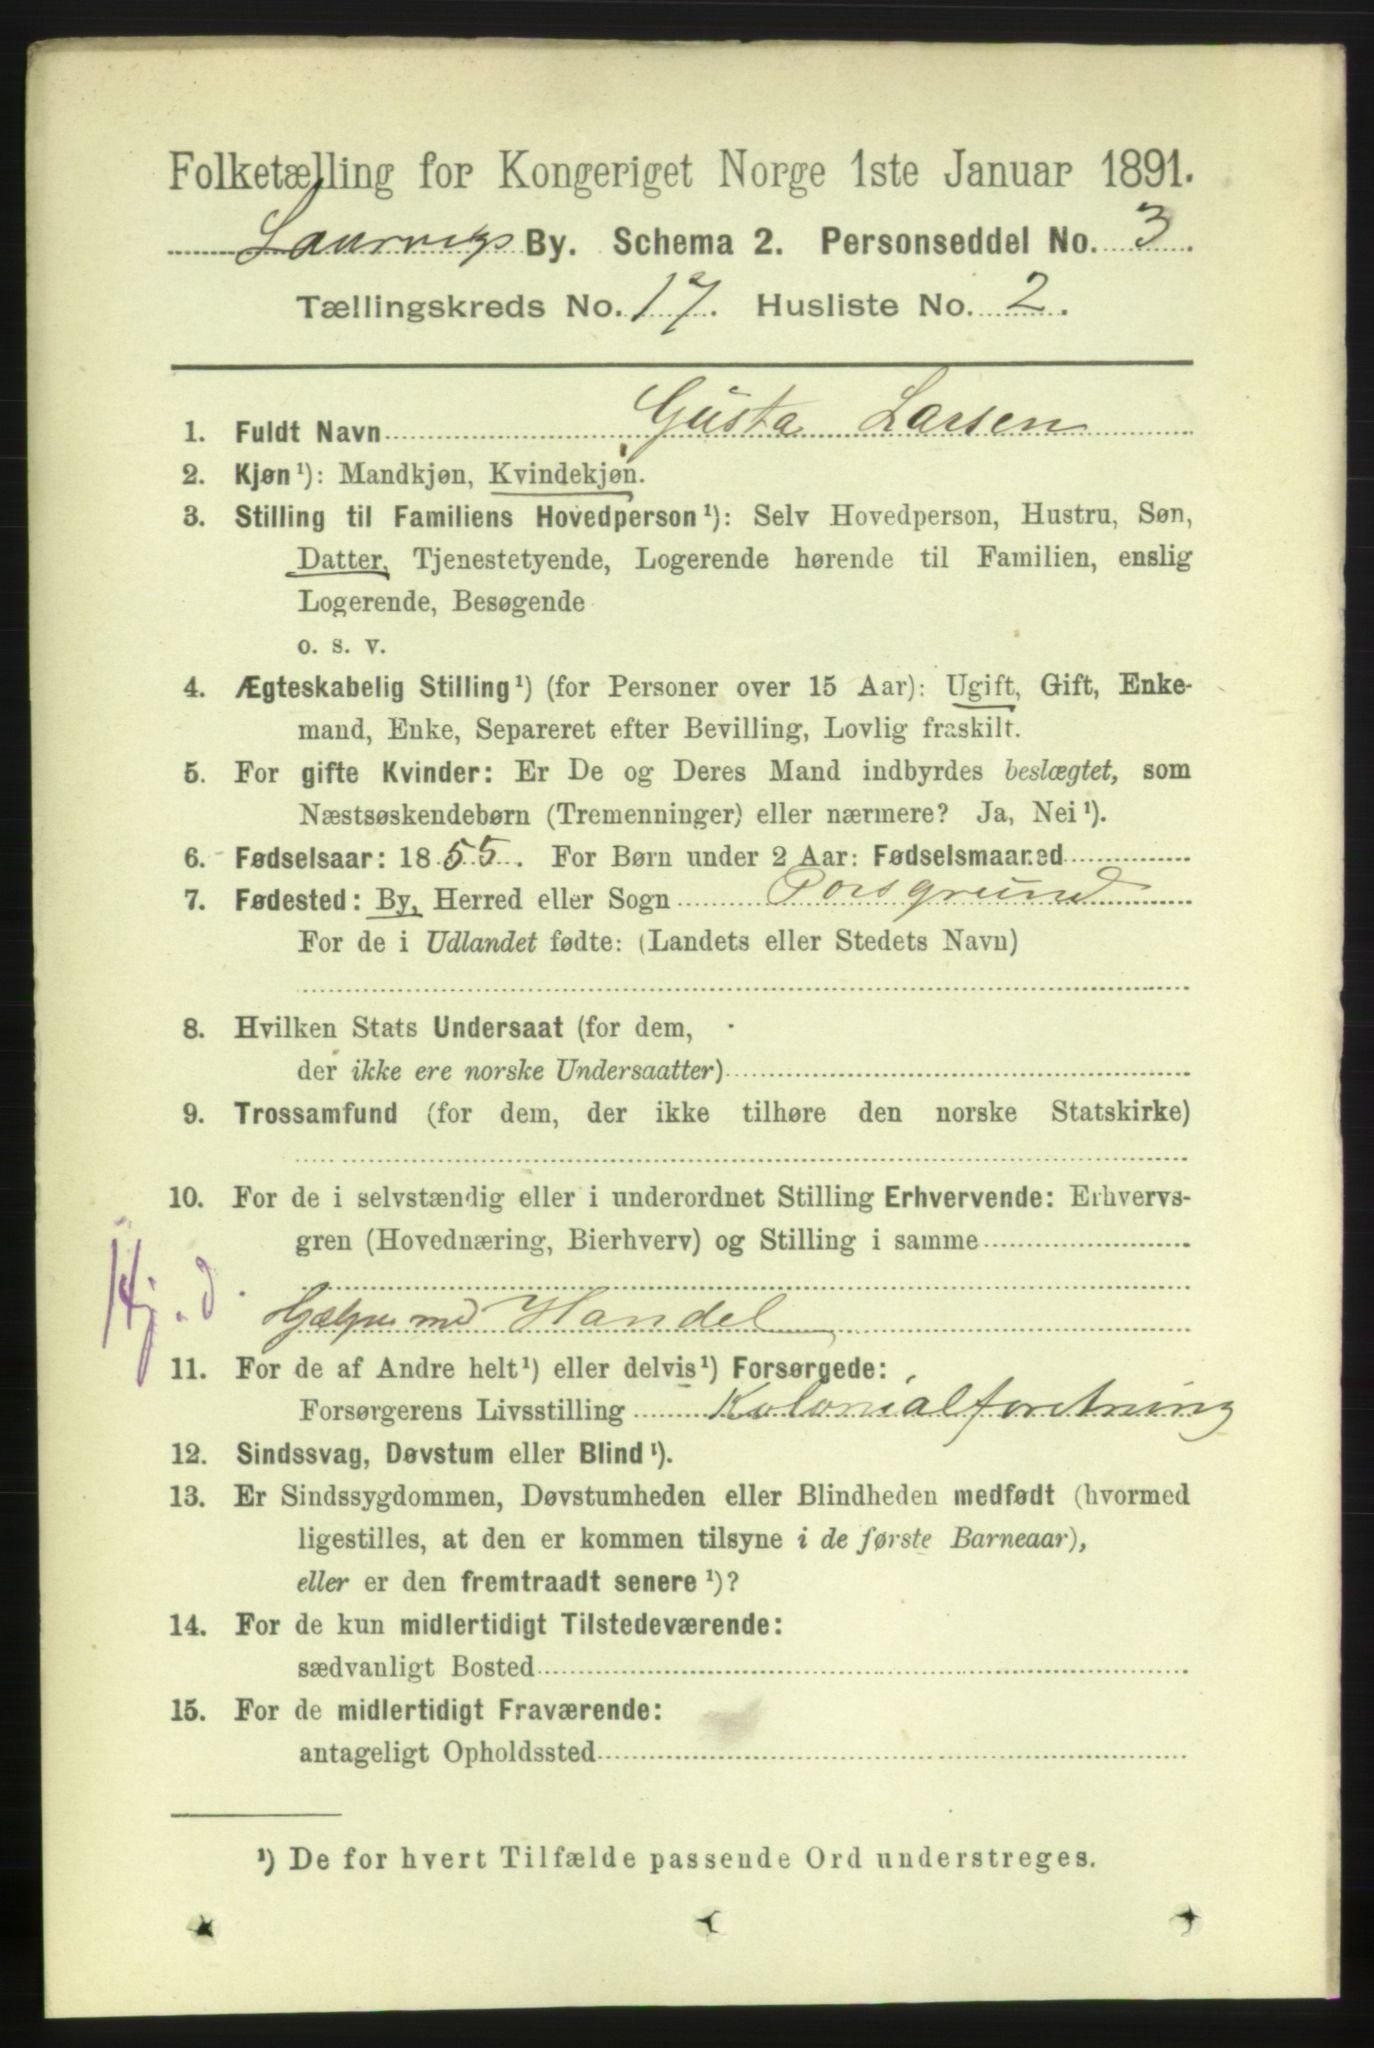 Folketælling for Kongeriget Norge 1ste Januar 1891.
Laurvigs By. Schema 2. Personseddel No. 3.
Tællingskreds No. 17. Husliste No. 2.
1. Fuldt Navn Gusta Larsen
2. Kjøn¹): Mandkjøn, Kvindekjøn.
3. Stilling til Familiens Hovedperson¹): Selv Hovedperson, Hustru, Søn,
Datter, Tjenestetyende, Logerende hørende til Familien, enslig
Logerende, Besøgende
o. s. v.
4. Ægteskabelig Stilling¹) (for Personer over 15 Aar): Ugift, Gift, Enke-
mand, Enke, Separeret efter Bevilling, Lovlig fraskilt.
5. For gifte Kvinder: Er De og Deres Mand indbyrdes beslægtet, som
Næstsøskendebørn (Tremenninger) eller nærmere? Ja, Nei¹).
6. Fødselsaar: 1855. For Børn under 2 Aar: Fødselsmaaned
7. Fødested: By, Herred eller Sogn Porsgrund
For de i Udlandet fødte: (Landets eller Stedets Navn)
8. Hvilken Stats Undersaat (for dem,
der ikke ere norske Undersaatter)
9. Trossamfund (for dem, der ikke tilhøre den norske Statskirke)
10. For de i selvstændig eller i underordnet Stilling Erhvervende: Erhvervs-
gren (Hovednæring, Bierhverv) og Stilling i samme
Hj. d.
Hjælper med Handel
11. For de af Andre helt¹) eller delvis¹) Forsørgede:
Forsørgerens Livsstilling Kolonialforretning
12. Sindssvag, Døvstum eller Blind¹).
13. Er Sindssygdommen, Døvstumheden eller Blindheden medfødt (hvormed
ligestilles, at den er kommen tilsyne i de første Barneaar),
eller er den fremtraadt senere¹)?
14. For de kun midlertidigt Tilstedeværende:
sædvanligt Bosted
15. For de midlertidigt Fraværende:
antageligt Opholdssted
¹) De for hvert Tilfælde passende Ord understreges.